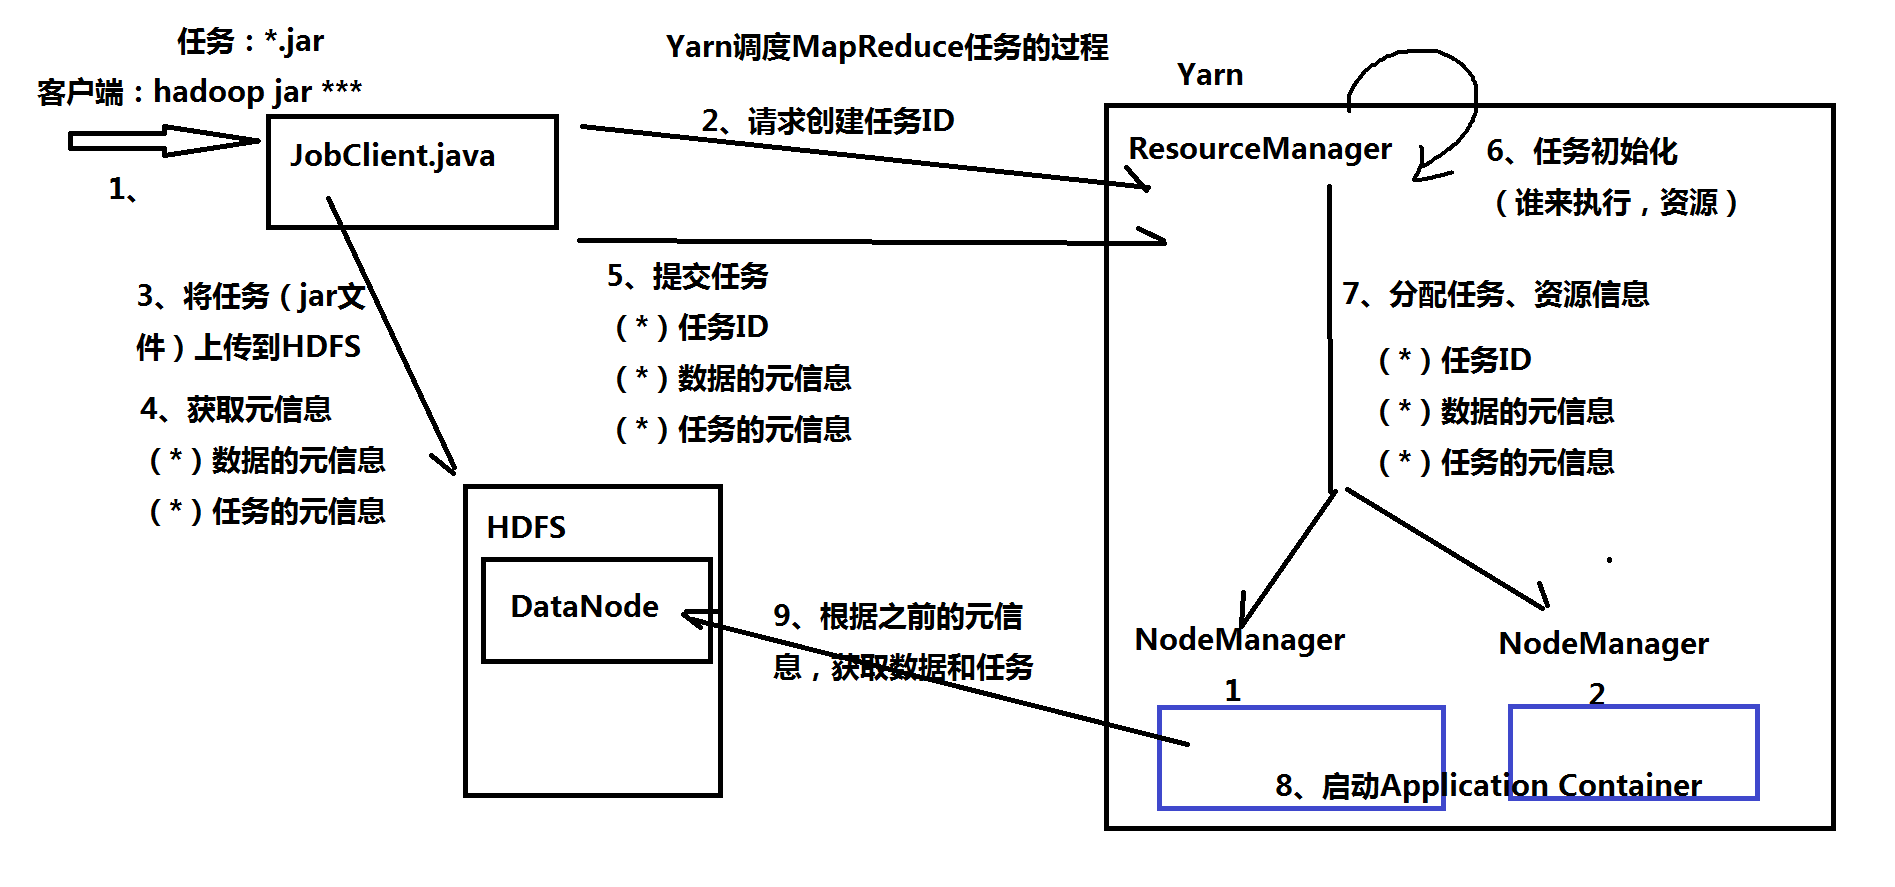 任务：*.jar
客户端：hadoop jar ***
1、
JobClient.java
Yarn调度MapReduce任务的过程
2、请求创建任务ID
3、将任务（jar文
件）上传到HDFS
4、获取元信息
（*）数据的元信息
（*）任务的元信息
5、提交任务
（*）任务ID
（*）数据的元信息
（*）任务的元信息
HDFS
DataNode
Yarn
ResourceManager
6、任务初始化
（谁来执行，资源）
7、分配任务、资源信息
（*）任务ID
（*）数据的元信息
（*）任务的元信息
NodeManager
1
NodeManager
2
8、启动Application Container
9、根据之前的元信
息，获取数据和任务